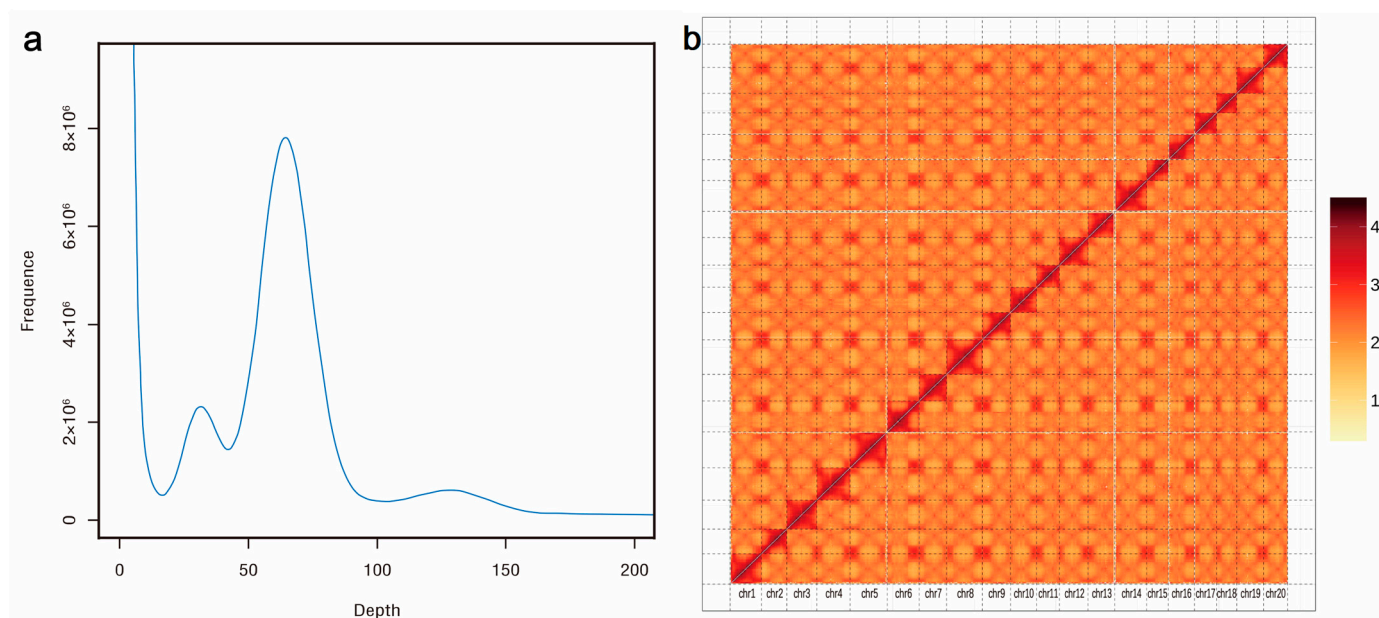 a
Frequence
8×10⁶
6×10⁶
4×10⁶
2×10⁶
0
0 50 100 150 200
Depth
b
chr1 chr2 chr3 chr4 chr5 chr6 chr7 chr8 chr9 chr10 chr11 chr12 chr13 chr14 chr15 chr16 chr17 chr18 chr19 chr20
4
3
2
1